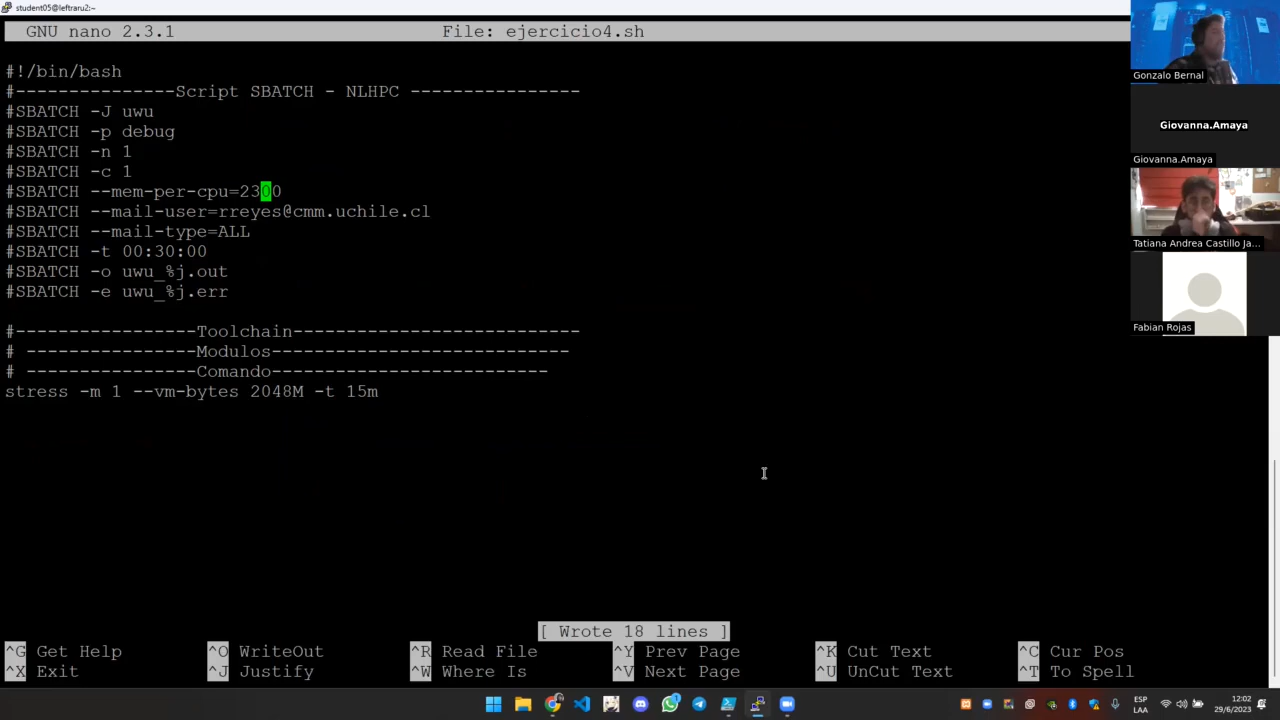 student05@leftraru2:~
GNU nano 2.3.1 File: ejercicio4.sh
#!/bin/bash
#---------------Script SBATCH - NLHPC ----------------
#SBATCH -J uwu
#SBATCH -p debug
#SBATCH -n 1
#SBATCH -c 1
#SBATCH --mem-per-cpu=2300
#SBATCH --mail-user=rreyes@cmm.uchile.cl
#SBATCH --mail-type=ALL
#SBATCH -t 00:30:00
#SBATCH -o uwu_%j.out
#SBATCH -e uwu_%j.err
#-----------------Toolchain---------------------------
# ----------------Modulos----------------------------
# ----------------Comando--------------------------
stress -m 1 --vm-bytes 2048M -t 15m
[ Wrote 18 lines ]
^G Get Help ^O WriteOut ^R Read File ^Y Prev Page ^K Cut Text ^C Cur Pos
^X Exit ^J Justify ^W Where Is ^V Next Page ^U UnCut Text ^T To Spell
Gonzalo Bernal
Giovanna.Amaya
Giovanna.Amaya
Tatiana Andrea Castillo Ja...
Fabian Rojas
ESP
LAA
12:02
29/6/2023